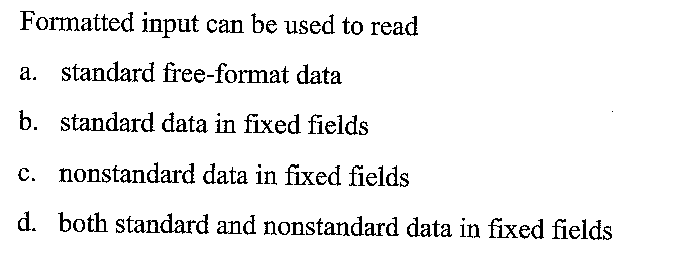 Formatted input can be used to read
a. standard free-format data
b. standard data in fixed fields
c. nonstandard data in fixed fields
d. both standard and nonstandard data in fixed fields